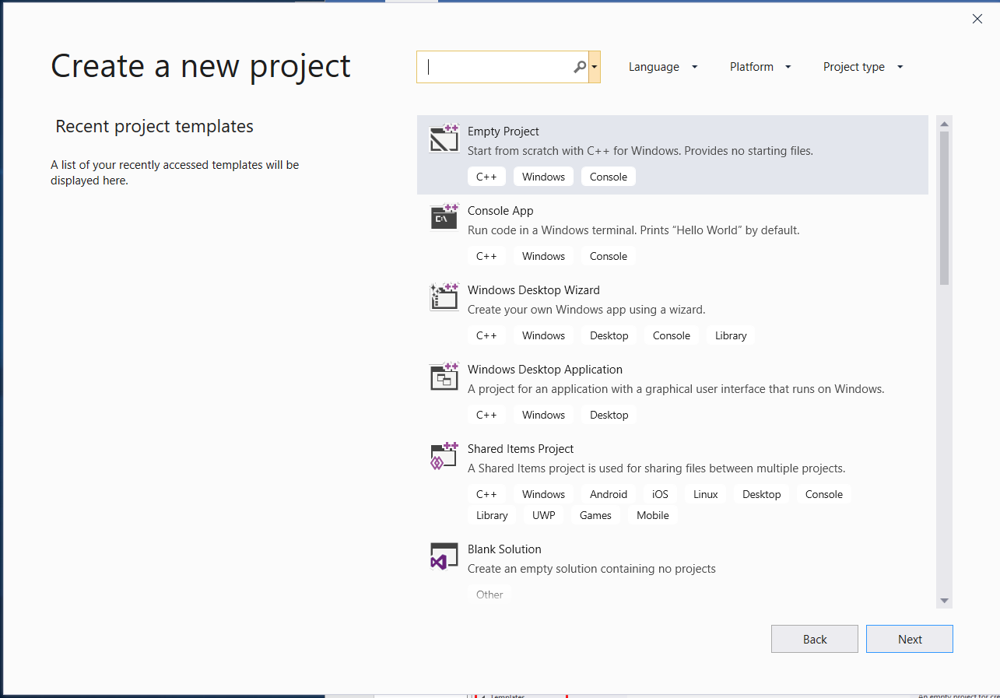 Create a new project
Language
Platform
Project type
Recent project templates
A list of your recently accessed templates will be
displayed here.
Empty Project
Start from scratch with C++ for Windows. Provides no starting files.
C++ Windows Console
Console App
Run code in a Windows terminal. Prints “Hello World” by default.
C++ Windows Console
Windows Desktop Wizard
Create your own Windows app using a wizard.
C++ Windows Desktop Console Library
Windows Desktop Application
A project for an application with a graphical user interface that runs on Windows.
C++ Windows Desktop
Shared Items Project
A Shared Items project is used for sharing files between multiple projects.
C++ Windows Android iOS Linux Desktop Console
Library UWP Games Mobile
Blank Solution
Create an empty solution containing no projects
Other
Back
Next
Templates
An empty project for cre